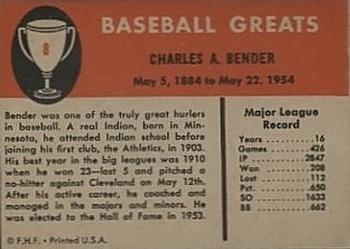 BASEBALL GREATS
8
CHARLES A. BENDER
May 5, 1884 to May 22, 1954
Bender was one of the truly great hurlers
in baseball. A real Indian, born in Min-
nesota, he attended Indian school before
joining his first club, the Athletics, in 1903.
His best year in the big leagues was 1910
when he won 23—lost 5 and pitched a
no-hitter against Cleveland on May 12th.
After his active career, he coached and
managed in the majors and minors. He
was elected to the Hall of Fame in 1953.
© F.H.F. • Printed U.S.A.
Major League
Record
Years ..........16
Games ........426
IP ............2847
Won ..........208
Lost ..........112
Pct. ..........650
SO ..........1633
BB ............662